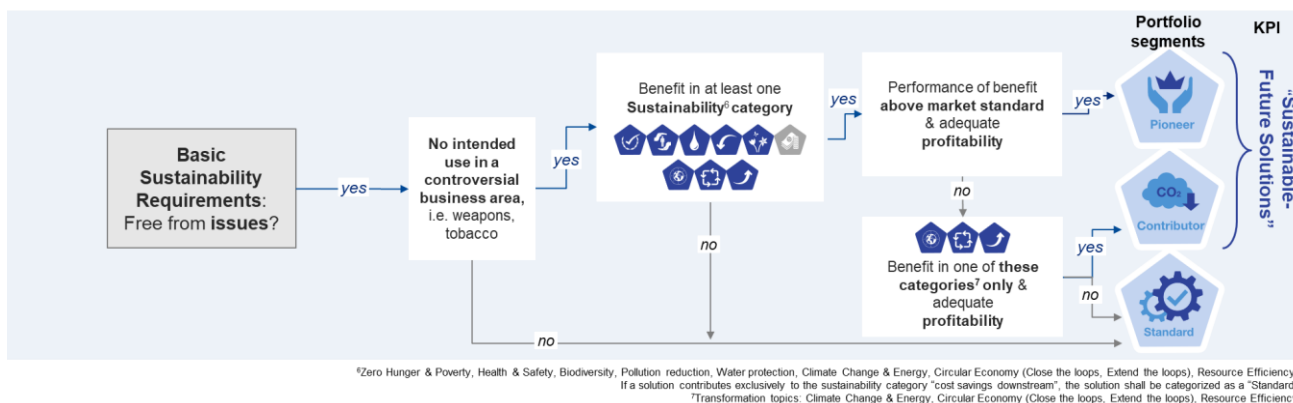 Portfolio
segments
KPI
Basic
Sustainability
Requirements:
Free from issues?
yes
No intended
use in a
controversial
business area,
i.e. weapons,
tobacco
yes
no
Benefit in at least one
Sustainability⁶ category
yes
no
Performance of benefit
above market standard
& adequate
profitability
yes
no
Benefit in one of these
categories⁷ only &
adequate
profitability
yes
no
Pioneer
CO₂
Contributor
Standard
"Sustainable-
Future Solutions"
⁶Zero Hunger & Poverty, Health & Safety, Biodiversity, Pollution reduction, Water protection, Climate Change & Energy, Circular Economy (Close the loops, Extend the loops), Resource Efficiency
If a solution contributes exclusively to the sustainability category "cost savings downstream", the solution shall be categorized as a "Standard
⁷Transformation topics: Climate Change & Energy, Circular Economy (Close the loops, Extend the loops), Resource Efficiency